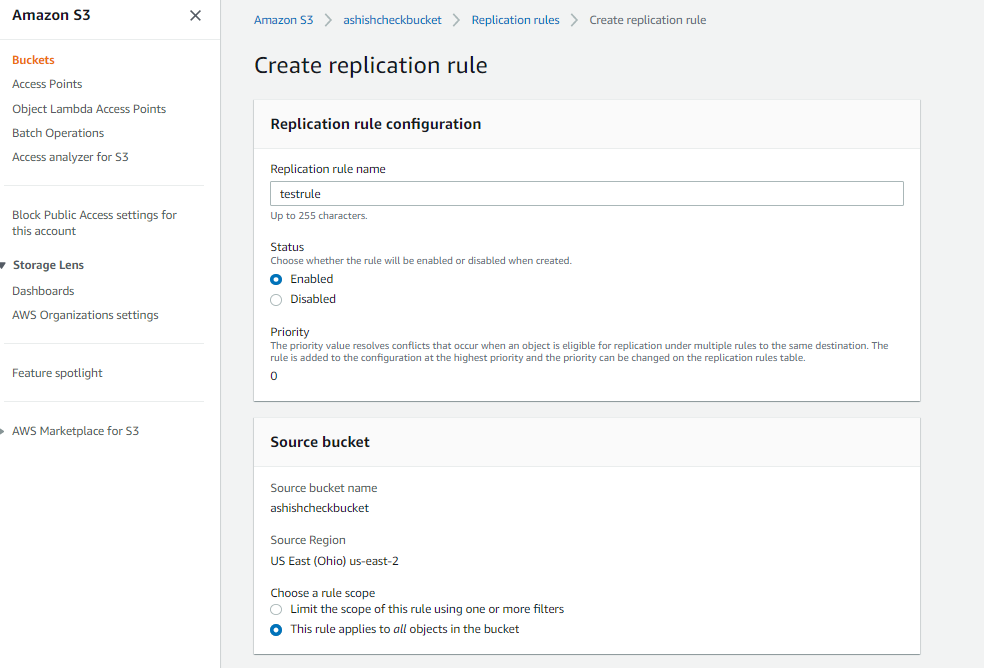 Amazon S3
Buckets
Access Points
Object Lambda Access Points
Batch Operations
Access analyzer for S3
Block Public Access settings for
this account
Storage Lens
Dashboards
AWS Organizations settings
Feature spotlight
AWS Marketplace for S3
Amazon S3 > ashishcheckbucket > Replication rules > Create replication rule
Create replication rule
Replication rule configuration
Replication rule name
testrule
Up to 255 characters.
Status
Choose whether the rule will be enabled or disabled when created.
Enabled
Disabled
Priority
The priority value resolves conflicts that occur when an object is eligible for replication under multiple rules to the same destination. The
rule is added to the configuration at the highest priority and the priority can be changed on the replication rules table.
0
Source bucket
Source bucket name
ashishcheckbucket
Source Region
US East (Ohio) us-east-2
Choose a rule scope
Limit the scope of this rule using one or more filters
This rule applies to all objects in the bucket